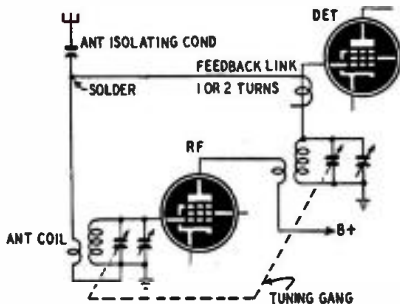 DET
ANT ISOLATING COND
FEEDBACK LINK
SOLDER
1 OR 2 TURNS
RF
ANT COIL
B+
TUNING GANG